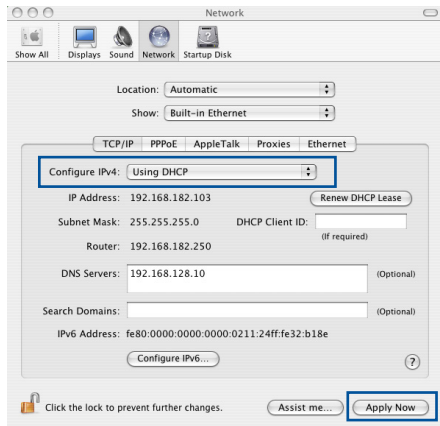 Network
Show All Displays Sound Network Startup Disk
Location: Automatic
Show: Built-in Ethernet
TCP/IP PPPoE AppleTalk Proxies Ethernet
Configure IPv4: Using DHCP
IP Address: 192.168.182.103 Renew DHCP Lease
Subnet Mask: 255.255.255.0 DHCP Client ID:
(If required)
Router: 192.168.182.250
DNS Servers: 192.168.128.10 (Optional)
Search Domains: (Optional)
IPv6 Address: fe80:0000:0000:0000:0211:24ff:fe32:b18e
Configure IPv6... ?
Click the lock to prevent further changes. Assist me... Apply Now